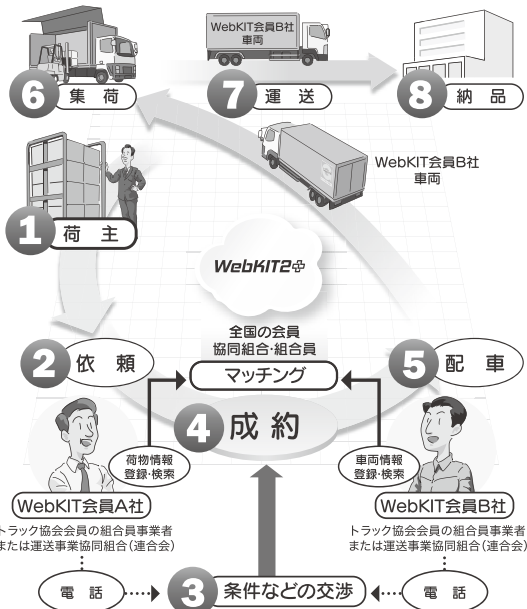 WebKIT会員B社
車両
6 集荷
7 運送
8 納品
WebKIT会員B社
車両
1 荷主
WebKIT2+
全国の会員
協同組合・組合員
マッチング
2 依頼
5 配車
4 成約
荷物情報
登録・検索
車両情報
登録・検索
WebKIT会員A社
トラック協会会員の組合員事業者
または運送事業協同組合(連合会)
WebKIT会員B社
トラック協会会員の組合員事業者
または運送事業協同組合(連合会)
電話
3 条件などの交渉
電話